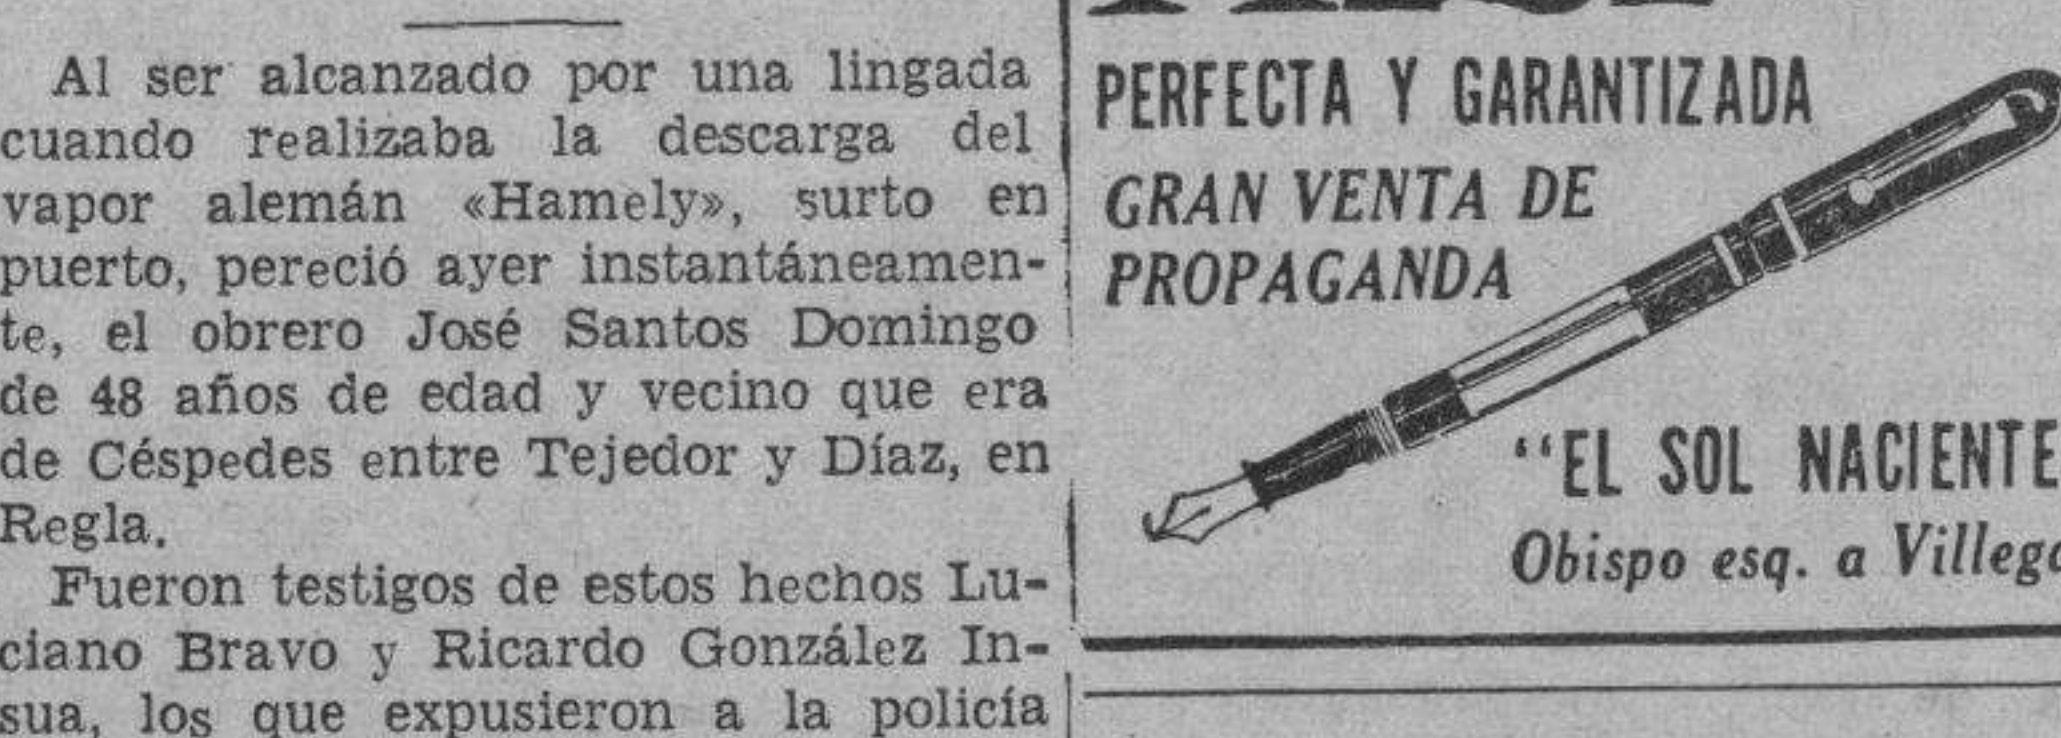 Al ser alcanzado por una lingada
cuando realizaba la descarga del
vapor alemán «Hamely», surto en
puerto, pereció ayer instantáneamen-
te, el obrero José Santos Domingo
de 48 años de edad y vecino que era
de Céspedes entre Tejedor y Díaz, en
Regla.
Fueron testigos de estos hechos Lu-
ciano Bravo y Ricardo González In-
sua, los que expusieron a la policía
PERFECTA Y GARANTIZADA
GRAN VENTA DE
PROPAGANDA
"EL SOL NACIENTE
Obispo esq. a